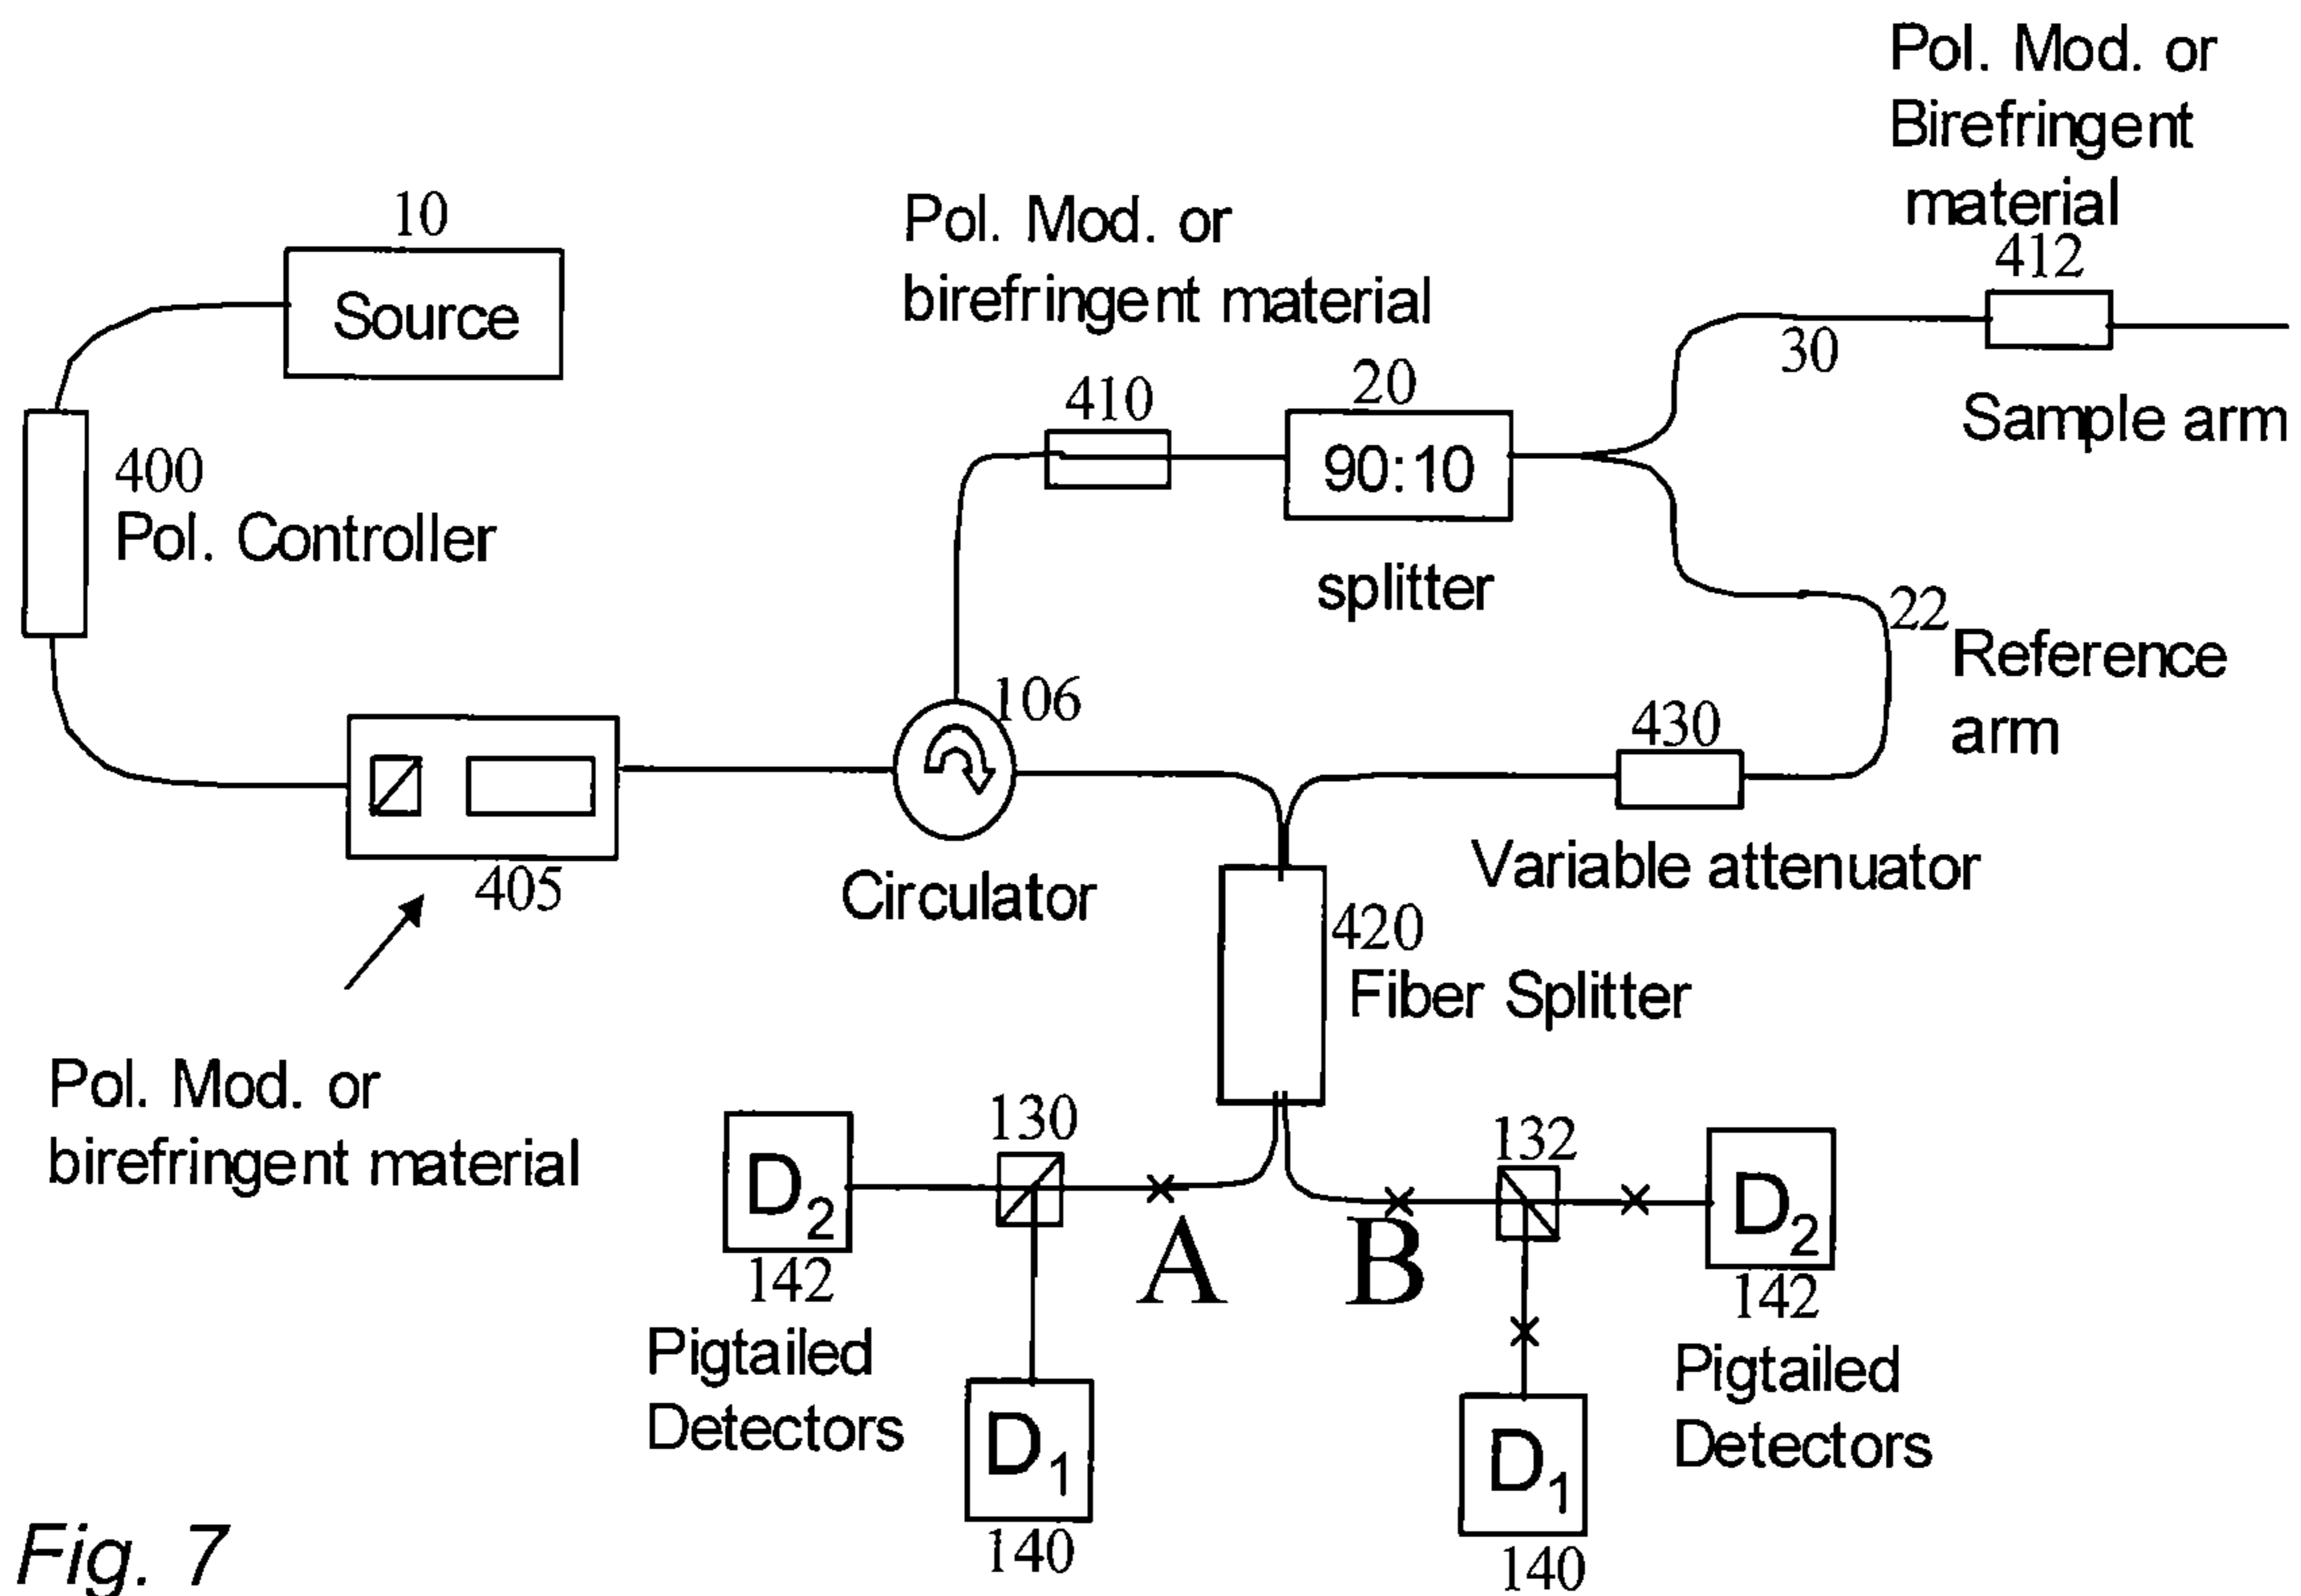 Pol. Mod. or
Birefringent
material
412
10
Source
Pol. Mod. or
birefringent material
30
Sample arm
400
Pol. Controller
410
20
90:10
splitter
22
Reference
arm
106
Circulator
430
Variable attenuator
405
420
Fiber Splitter
Pol. Mod. or
birefringent material
130
132
D2
142
A
B
D2
142
Pigtailed
Detectors
Pigtailed
Detectors
D1
140
D1
140
Fig. 7